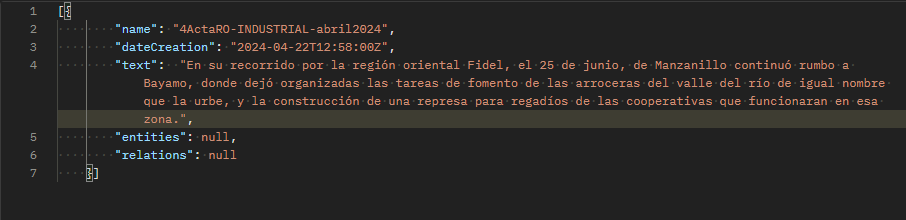 1 [{
2 "name": "4ActaRO-INDUSTRIAL-abril2024",
3 "dateCreation": "2024-04-22T12:58:00Z",
4 "text": "En su recorrido por la región oriental Fidel, el 25 de junio, de Manzanillo continuó rumbo a
Bayamo, donde dejó organizadas las tareas de fomento de las arroceras del valle del río de igual nombre
que la urbe, y la construcción de una represa para regadíos de las cooperativas que funcionaran en esa
zona.",
5 "entities": null,
6 "relations": null
7 }]